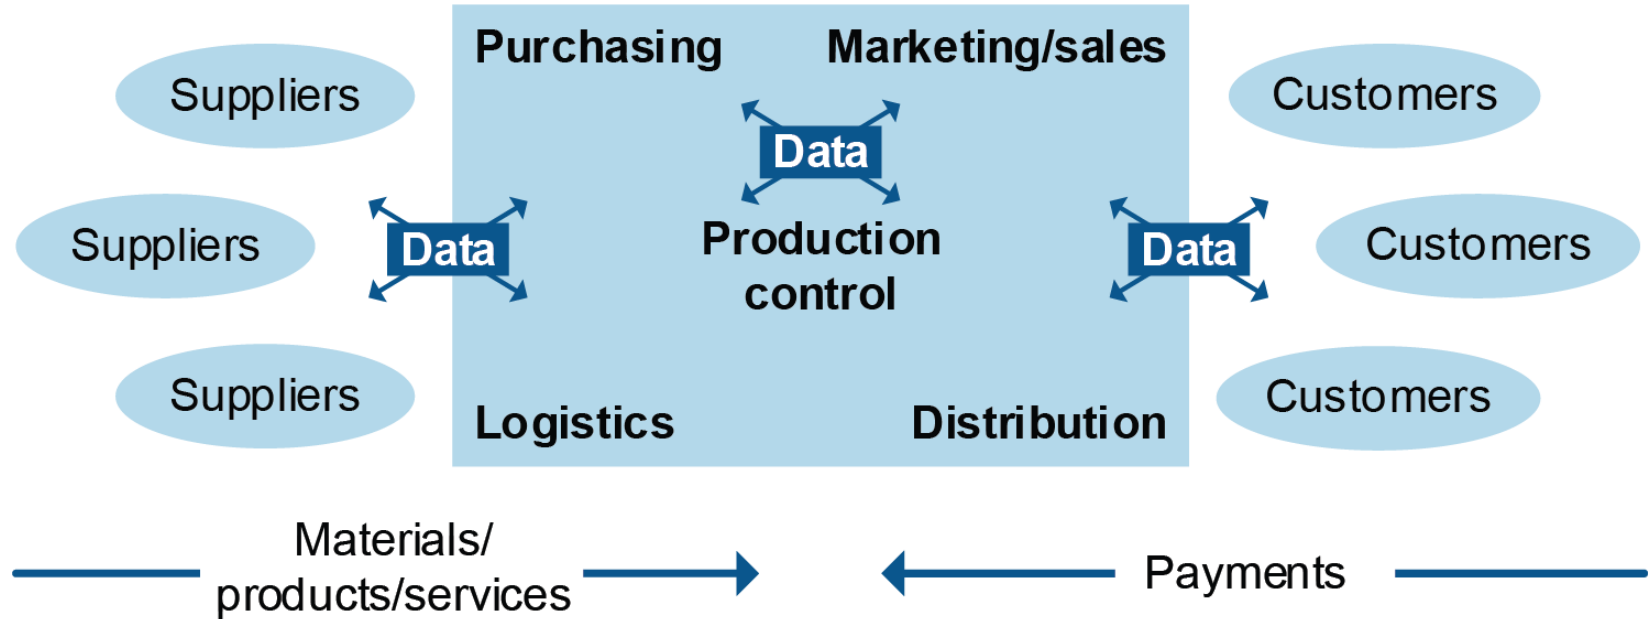 Purchasing
Marketing/sales
Suppliers
Customers
Data
Suppliers
Data
Production
control
Data
Customers
Suppliers
Customers
Logistics
Distribution
Materials/
products/services
Payments